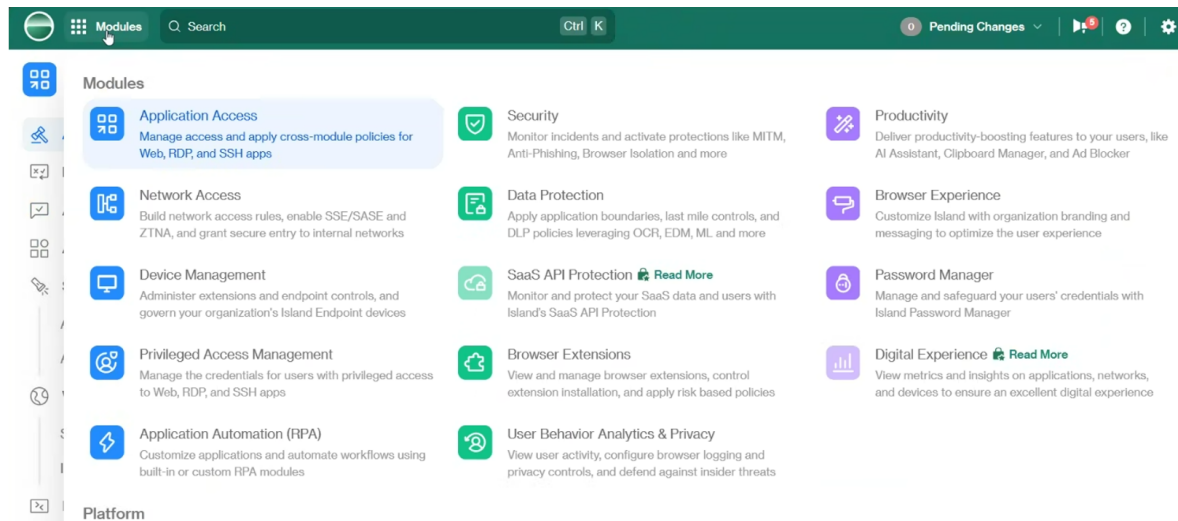 Modules
Search
Ctrl K
0 Pending Changes
5
?
Modules
Application Access
Manage access and apply cross-module policies for
Web, RDP, and SSH apps
Security
Monitor incidents and activate protections like MITM,
Anti-Phishing, Browser Isolation and more
Productivity
Deliver productivity-boosting features to your users, like
AI Assistant, Clipboard Manager, and Ad Blocker
Network Access
Build network access rules, enable SSE/SASE and
ZTNA, and grant secure entry to internal networks
Data Protection
Apply application boundaries, last mile controls, and
DLP policies leveraging OCR, EDM, ML and more
Browser Experience
Customize Island with organization branding and
messaging to optimize the user experience
Device Management
Administer extensions and endpoint controls, and
govern your organization's Island Endpoint devices
SaaS API Protection Read More
Monitor and protect your SaaS data and users with
Island's SaaS API Protection
Password Manager
Manage and safeguard your users' credentials with
Island Password Manager
Privileged Access Management
Manage the credentials for users with privileged access
to Web, RDP, and SSH apps
Browser Extensions
View and manage browser extensions, control
extension installation, and apply risk based policies
Digital Experience Read More
View metrics and insights on applications, networks,
and devices to ensure an excellent digital experience
Application Automation (RPA)
Customize applications and automate workflows using
built-in or custom RPA modules
User Behavior Analytics & Privacy
View user activity, configure browser logging and
privacy controls, and defend against insider threats
Platform